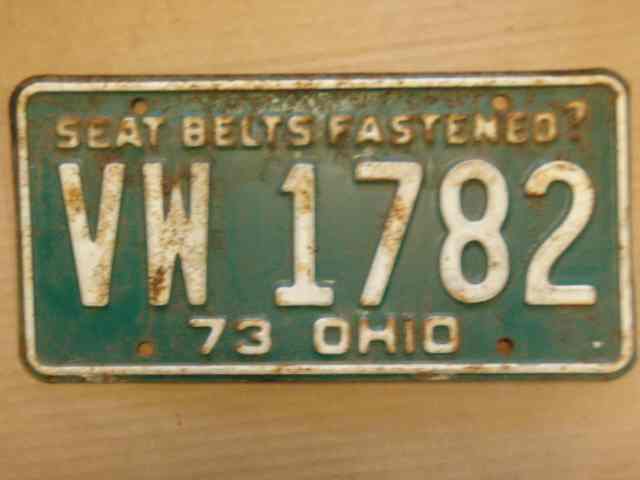 SEAT BELTS FASTENED?
VW 1782
73 OHIO